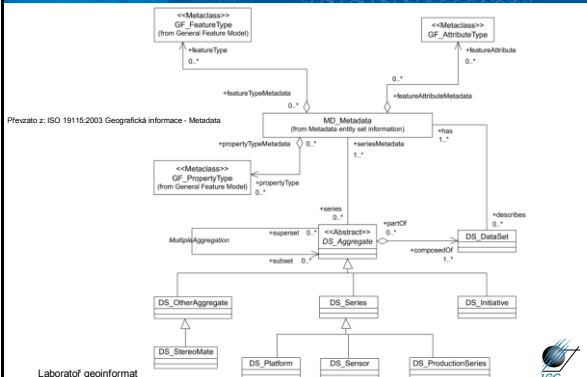 <<Metaclass>>
GF_FeatureType
(from General Feature Model)
<<Metaclass>>
GF_AttributeType
+featureType
0..*
+featureAttribute
0..*
+featureTypeMetadata
0..*
0..*
+featureAttributeMetadata
Převzato z: ISO 19115:2003 Geografická informace - Metadata
MD_Metadata
(from Metadata entity set information)
+has
1..*
+propertyTypeMetadata
0..*
+seriesMetadata
1..*
<<Metaclass>>
GF_PropertyType
(from General Feature Model)
+propertyType
0..*
+series
0..*
+describes
0..*
MultipleAggregation
+superset 0..*
+subset 0..*
<<Abstract>>
DS_Aggregate
+partOf
0..*
+composedOf
1..*
DS_DataSet
DS_OtherAggregate
DS_Series
DS_Initiative
DS_StereoMate
DS_Platform
DS_Sensor
DS_ProductionSeries
Laboratoř geoinformat